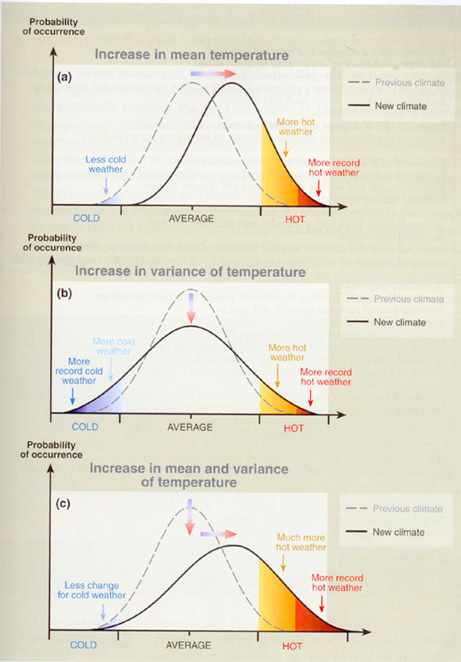 Probability
of occurrence
Increase in mean temperature
(a)
Previous climate
New climate
More hot
weather
Less cold
weather
More record
hot weather
COLD
AVERAGE
HOT
Probability
of occurence
Increase in variance of temperature
(b)
Previous climate
New climate
More cold
weather
More
record cold
weather
More hot
weather
More record
hot weather
COLD
AVERAGE
HOT
Probability
of occurrence
Increase in mean and variance
of temperature
(c)
Previous climate
New climate
Much more
hot weather
Less change
for cold weather
More record
hot weather
COLD
AVERAGE
HOT